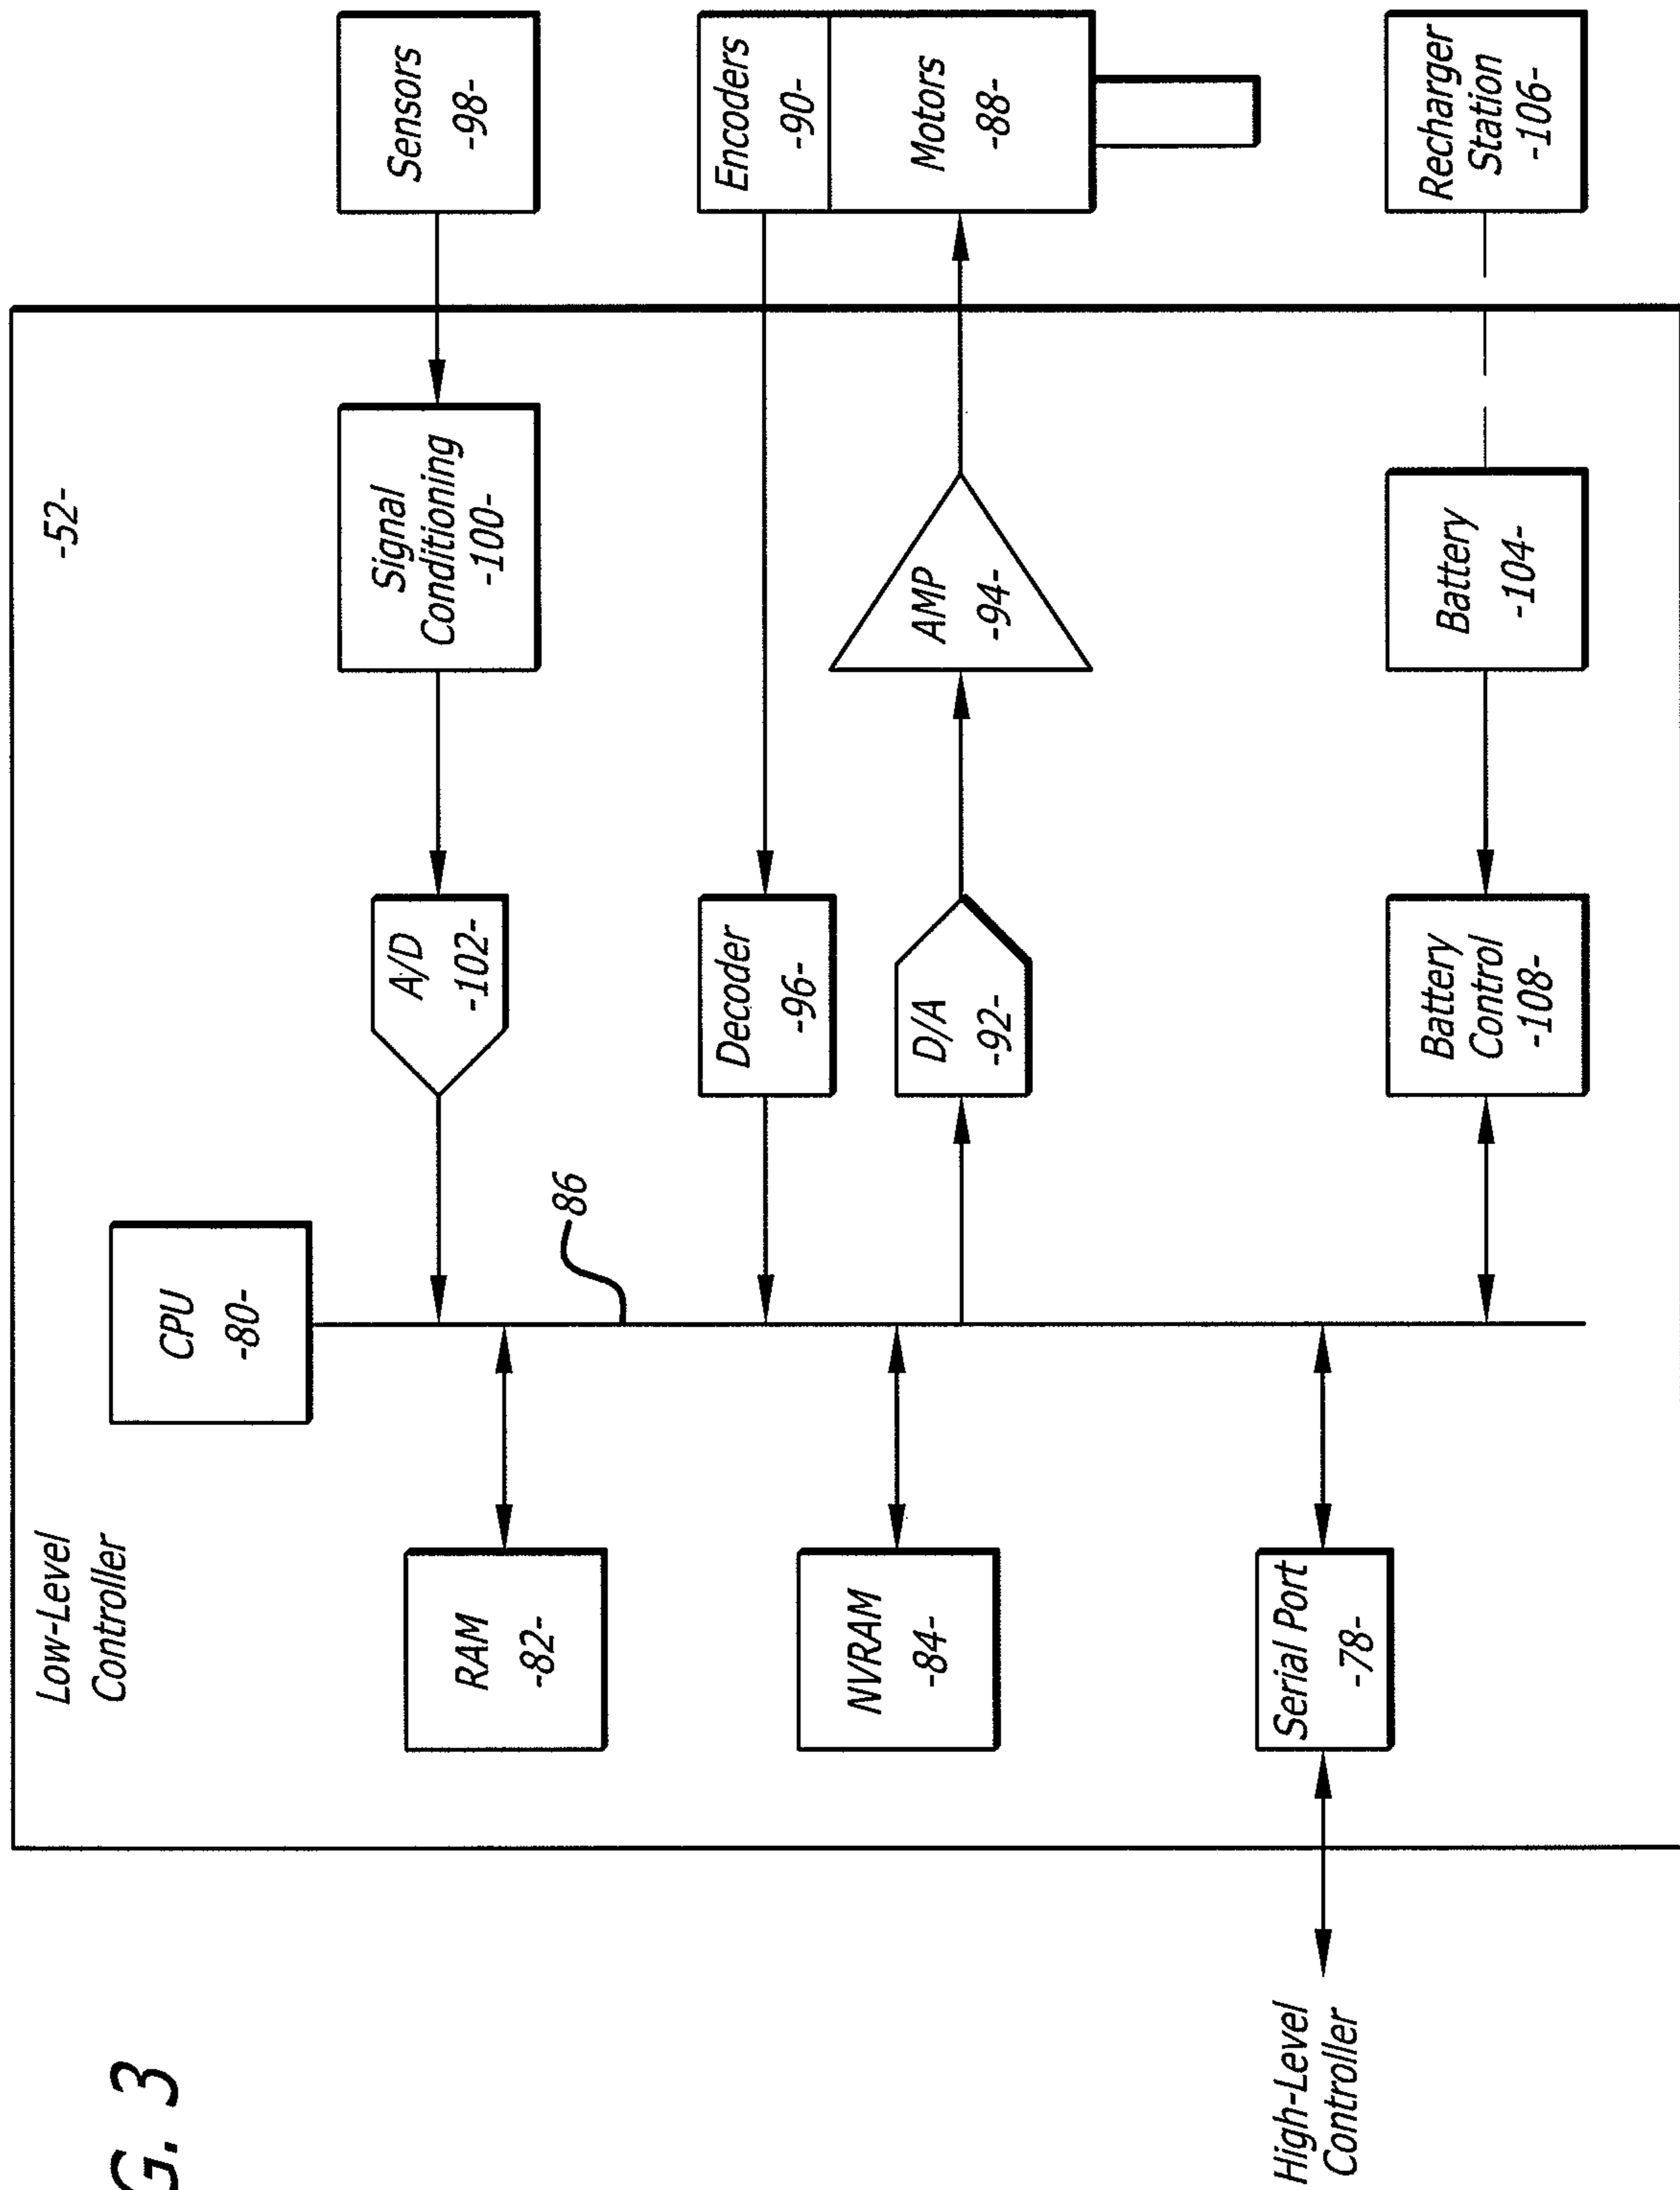 G. 3
Low-Level
Controller
-52-
CPU
-80-
86
RAM
-82-
A/D
-102-
Signal
Conditioning
-100-
Sensors
-98-
Decoder
-96-
Encoders
-90-
NVRAM
-84-
D/A
-92-
AMP
-94-
Motors
-88-
High-Level
Controller
Serial Port
-78-
Battery
Control
-108-
Battery
-104-
Recharger
Station
-106-